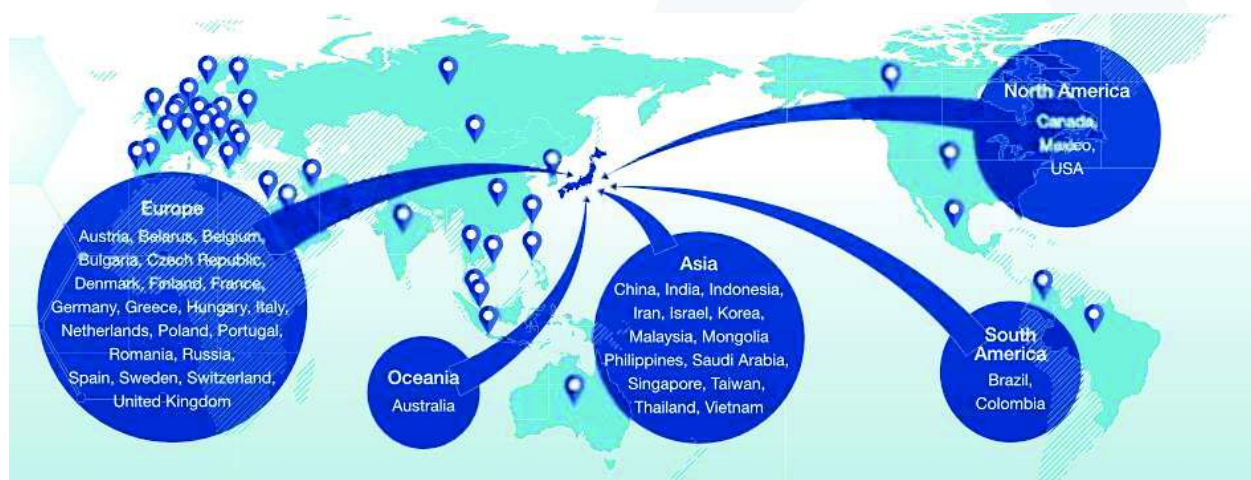 Europe
Austria, Belarus, Belgium,
Bulgaria, Czech Republic,
Denmark, Finland, France,
Germany, Greece, Hungary, Italy,
Netherlands, Poland, Portugal,
Romania, Russia,
Spain, Sweden, Switzerland,
United Kingdom
Oceania
Australia
Asia
China, India, Indonesia,
Iran, Israel, Korea,
Malaysia, Mongolia
Philippines, Saudi Arabia,
Singapore, Taiwan,
Thailand, Vietnam
North America
Canada,
Mexico,
USA
South
America
Brazil,
Colombia